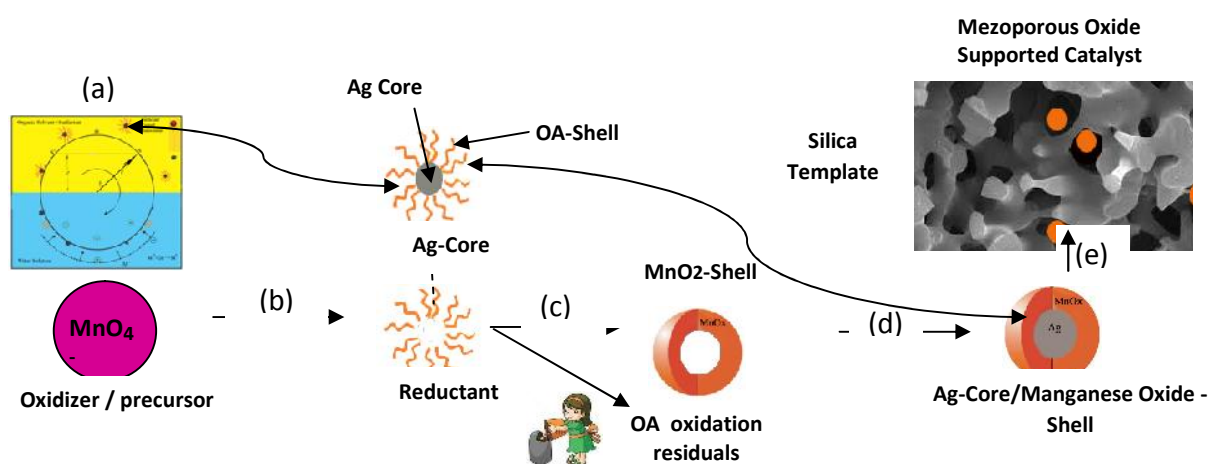 Mezoporous Oxide
Supported Catalyst
(a)
Ag Core
OA-Shell
Silica
Template
Ag-Core
MnO2-Shell
(e)
(b)
(c)
(d)
MnO4
-
MnOx
MnOx
Ag
Oxidizer / precursor
Reductant
OA oxidation
residuals
Ag-Core/Manganese Oxide -
Shell